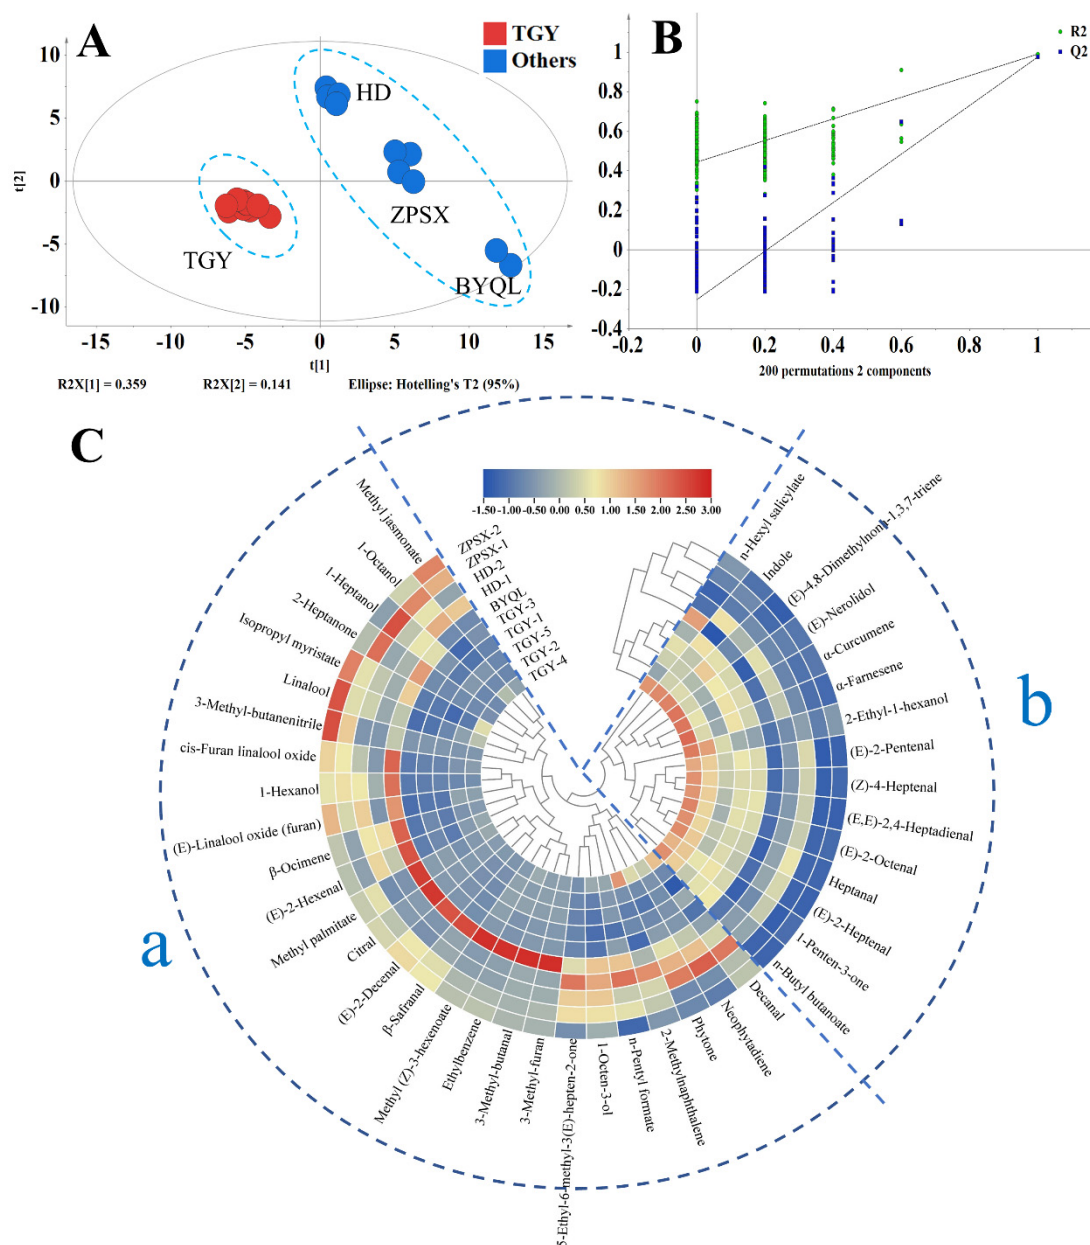 A
TGY
Others
HD
ZPSX
BYQL
TGY
t[2]
10
5
0
-5
-10
-15
-10
-5
0
5
10
15
t[1]
R2X[1] = 0.359
R2X[2] = 0.141
Ellipse: Hotelling's T2 (95%)
B
R2
Q2
1
0.8
0.6
0.4
0.2
0
-0.2
-0.4
-0.2
0
0.2
0.4
0.6
0.8
1
200 permutations 2 components
C
-1.50
-1.00
-0.50
0.00
0.50
1.00
1.50
2.00
2.50
3.00
ZPSX-2
ZPSX-1
HD-2
HD-1
BYQL
TGY-3
TGY-1
TGY-5
TGY-2
TGY-4
n-Hexyl salicylate
Indole
(E)-4,8-Dimethylnona-1,3,7-triene
(E)-Nerolidol
α-Curcumene
α-Farnesene
2-Ethyl-1-hexanol
(E)-2-Pentenal
(Z)-4-Heptenal
(E,E)-2,4-Heptadienal
(E)-2-Octenal
Heptanal
(E)-2-Heptenal
1-Penten-3-one
n-Butyl butanoate
b
Decanal
Neophytadiene
Phytone
2-Methylnaphthalene
n-Pentyl formate
1-Octen-3-ol
5-Ethyl-6-methyl-3(E)-hepten-2-one
3-Methyl-furan
3-Methyl-butanal
Ethylbenzene
Methyl (Z)-3-hexenoate
β-Safranal
(E)-2-Decenal
Citral
Methyl palmitate
(E)-2-Hexenal
β-Ocimene
(E)-Linalool oxide (furan)
1-Hexanol
cis-Furan linalool oxide
3-Methyl-butanenitrile
Linalool
Isopropyl myristate
2-Heptanone
1-Heptanol
1-Octanol
Methyl jasmonate
a